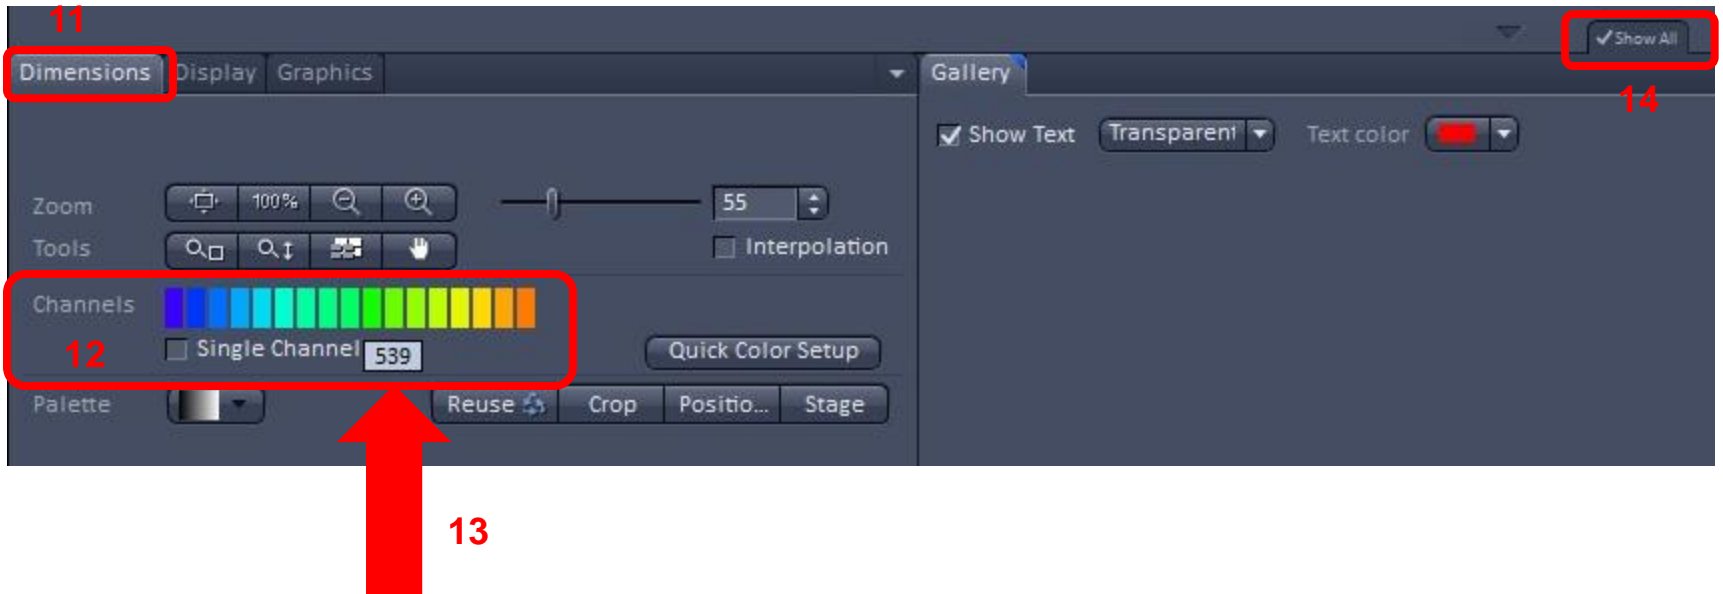 11
✓Show All
Dimensions Display Graphics
Gallery
14
Show Text Transparent Text color
Zoom 100% 55
Tools Interpolation
Channels
12 Single Channel 539 Quick Color Setup
Palette Reuse Crop Positio... Stage
13